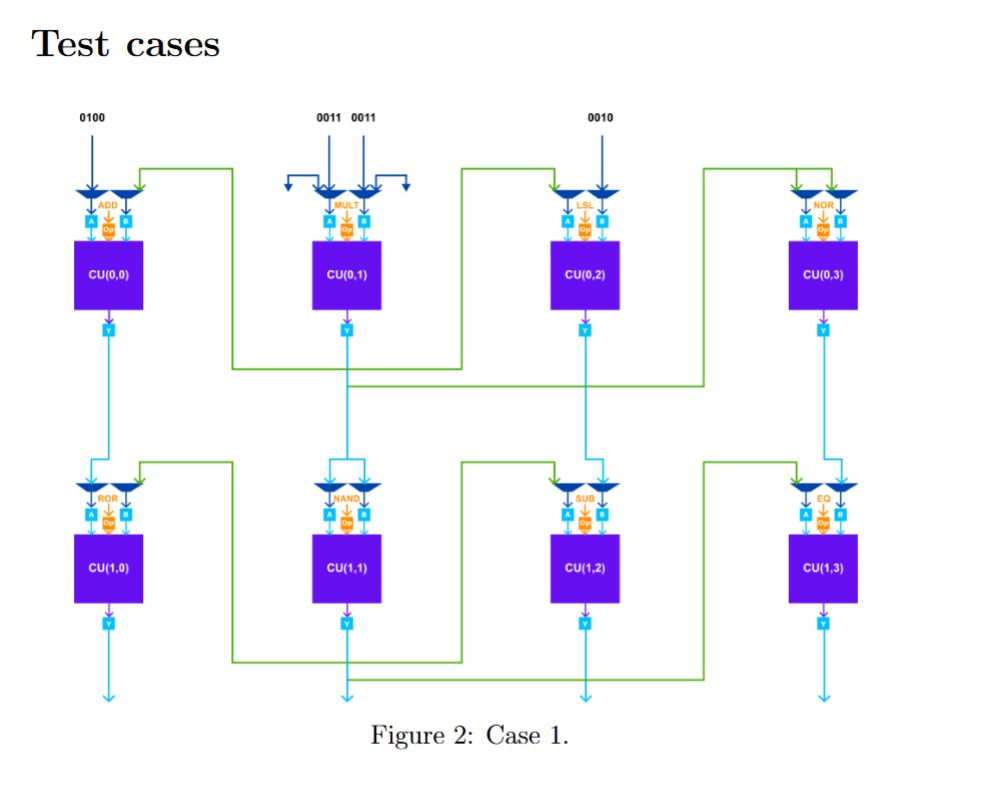 Test cases
0100 0011 0011 0010
ADD MULT LSL NOR
A B A B A B A B
Op Op Op Op
CU(0,0) CU(0,1) CU(0,2) CU(0,3)
Y Y Y Y
ROR NAND SUB EQ
A B A B A B A B
Op Op Op Op
CU(1,0) CU(1,1) CU(1,2) CU(1,3)
Y Y Y Y
Figure 2: Case 1.